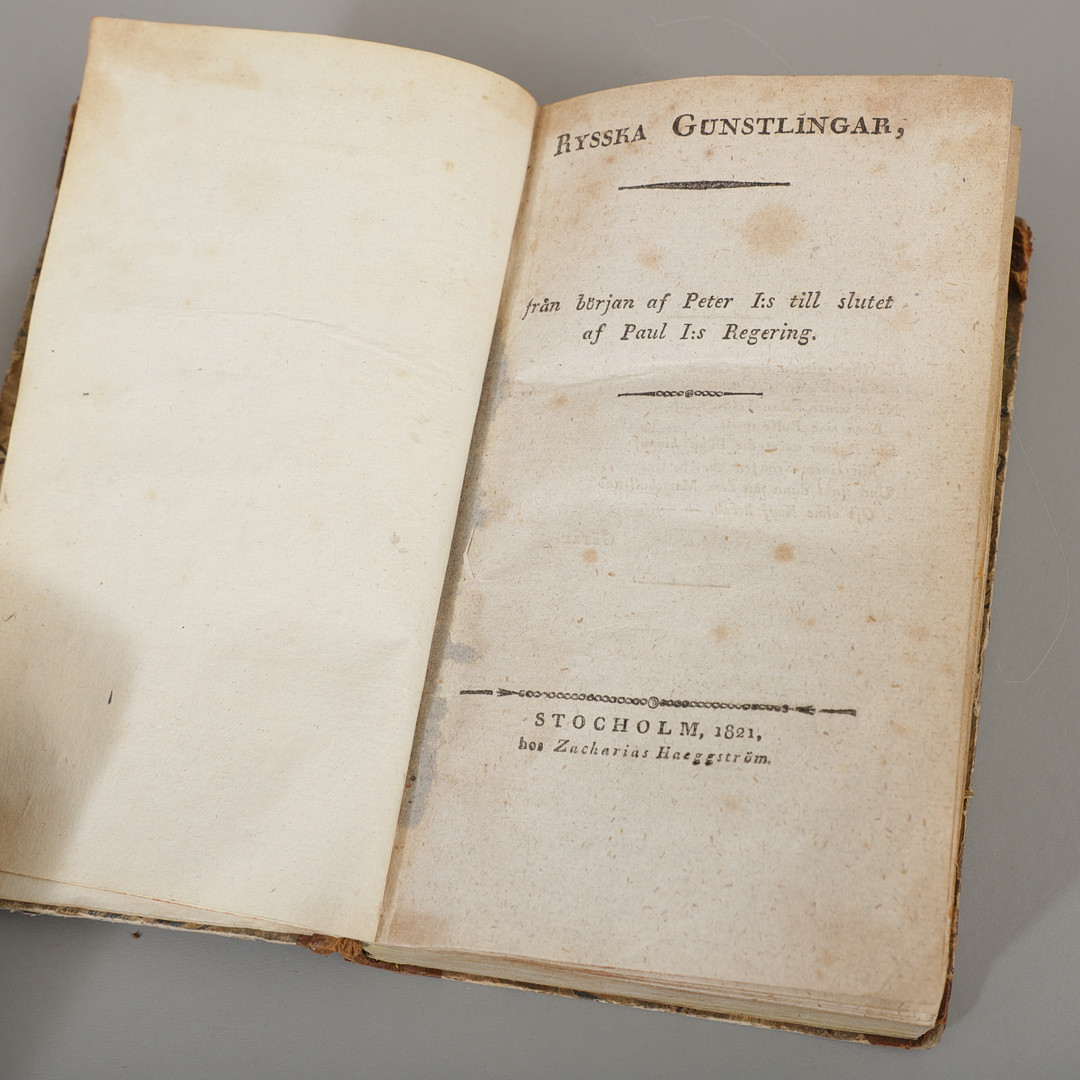 RYSSKA GUNSTLINGAR,
från början af Peter I:s till slutet
af Paul I:s Regering.
STOCHOLM, 1821,
hos Zacharias Haeggström.